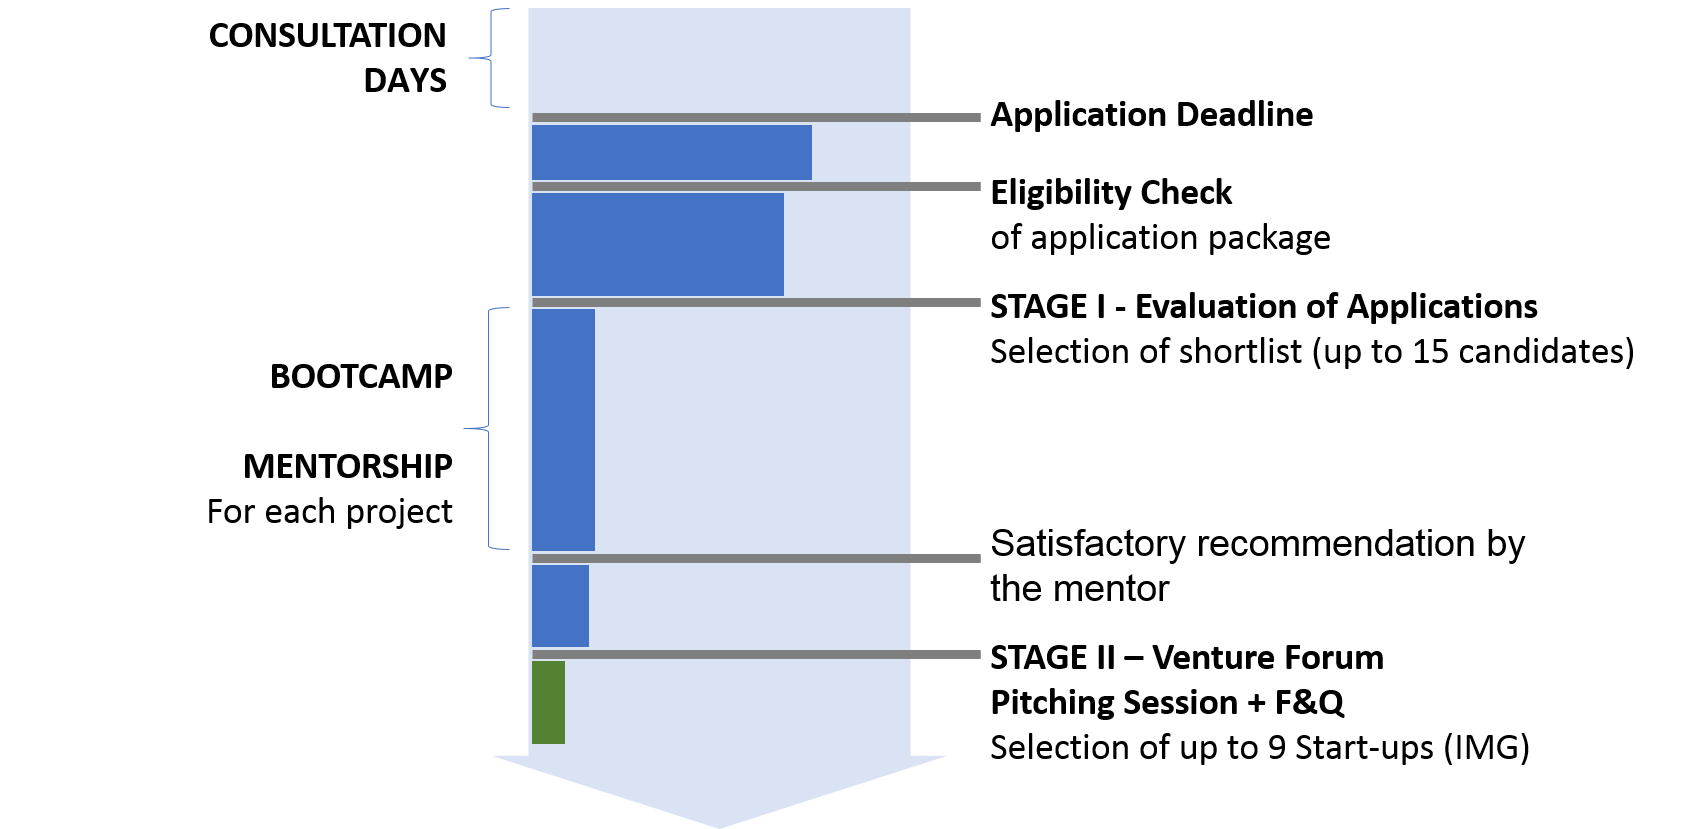 CONSULTATION
DAYS
Application Deadline
Eligibility Check
of application package
STAGE I - Evaluation of Applications
Selection of shortlist (up to 15 candidates)
BOOTCAMP
MENTORSHIP
For each project
Satisfactory recommendation by
the mentor
STAGE II – Venture Forum
Pitching Session + F&Q
Selection of up to 9 Start-ups (IMG)